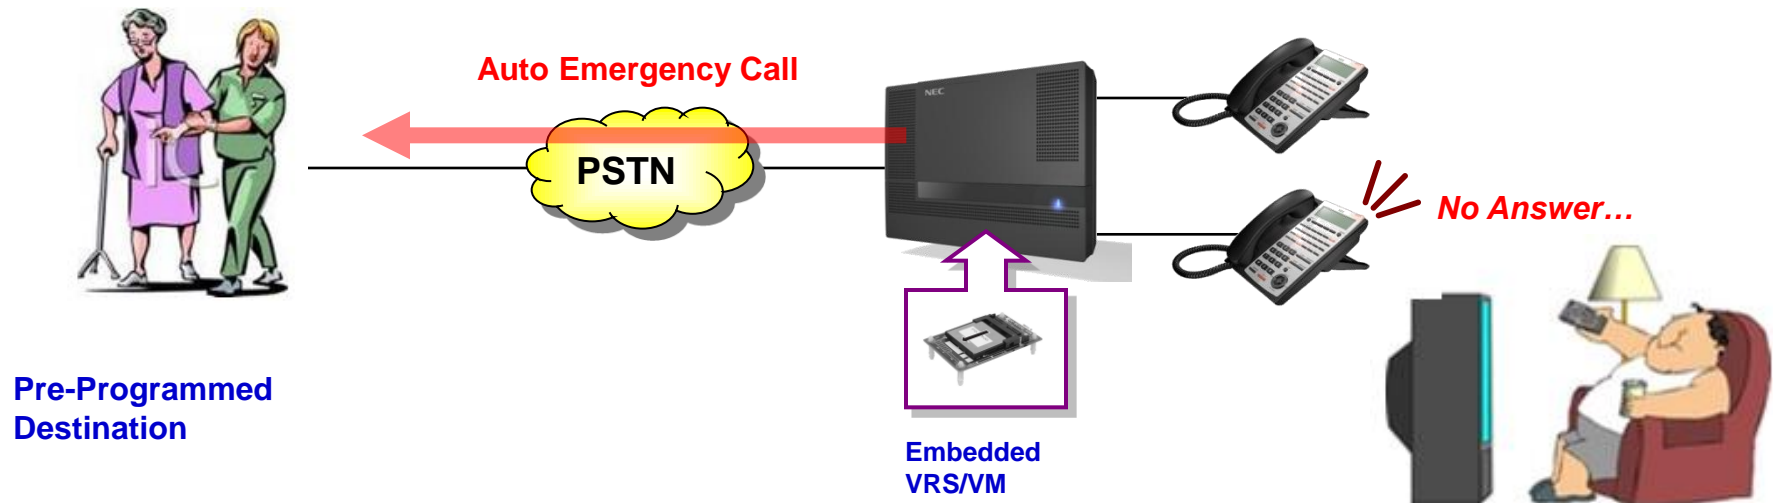 Auto Emergency Call
NEC
PSTN
No Answer…
Pre-Programmed
Destination
Embedded
VRS/VM